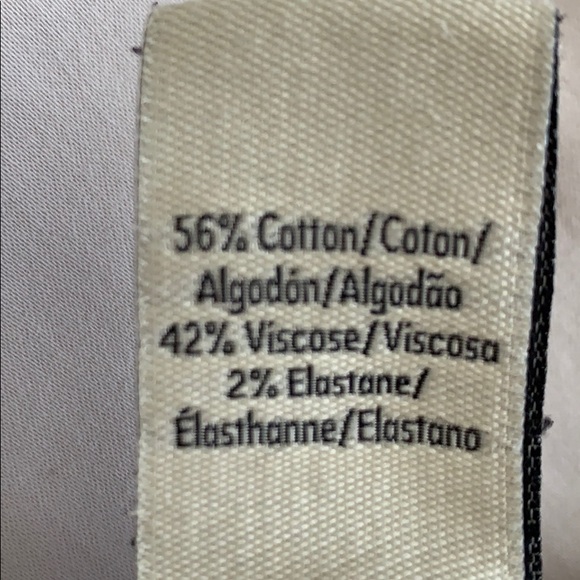 56% Cotton/Coton/
Algodón/Algodão
42% Viscose/Viscosa
2% Elastane/
Élasthanne/Elastano